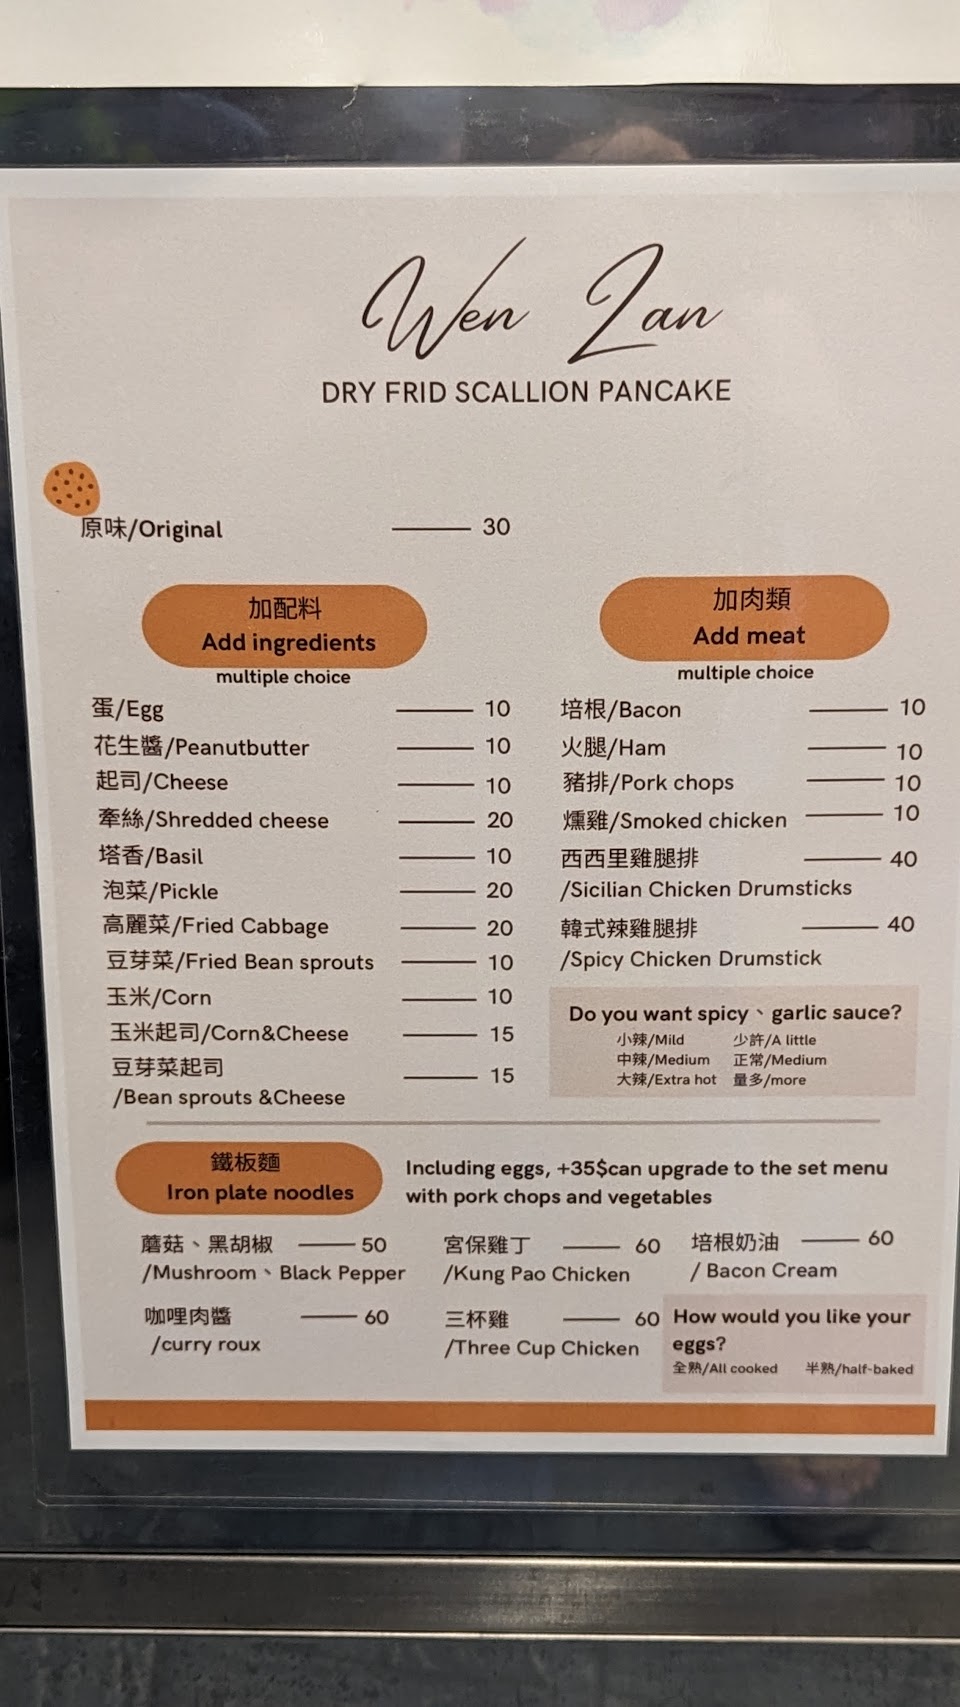 Wen Lan
DRY FRID SCALLION PANCAKE
原味/Original 30
加配料
Add ingredients
multiple choice
蛋/Egg 10
花生醬/Peanutbutter 10
起司/Cheese 10
牽絲/Shredded cheese 20
塔香/Basil 10
泡菜/Pickle 20
高麗菜/Fried Cabbage 20
豆芽菜/Fried Bean sprouts 10
玉米/Corn 10
玉米起司/Corn&Cheese 15
豆芽菜起司 15
/Bean sprouts &Cheese
加肉類
Add meat
multiple choice
培根/Bacon 10
火腿/Ham 10
豬排/Pork chops 10
燻雞/Smoked chicken 10
西西里雞腿排 40
/Sicilian Chicken Drumsticks
韓式辣雞腿排 40
/Spicy Chicken Drumstick
Do you want spicy、garlic sauce?
小辣/Mild 少許/A little
中辣/Medium 正常/Medium
大辣/Extra hot 量多/more
鐵板麵
Iron plate noodles
Including eggs, +35$can upgrade to the set menu
with pork chops and vegetables
蘑菇、黑胡椒 50
/Mushroom、Black Pepper
宮保雞丁 60
/Kung Pao Chicken
培根奶油 60
/ Bacon Cream
咖哩肉醬 60
/curry roux
三杯雞 60
/Three Cup Chicken
How would you like your
eggs?
全熟/All cooked 半熟/half-baked